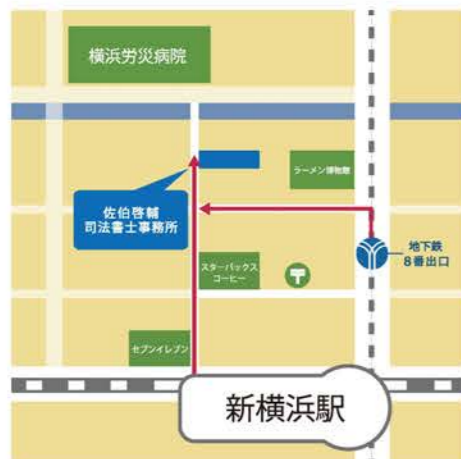 横浜労災病院
ラーメン博物館
佐伯啓輔
司法書士事務所
地下鉄
8番出口
スターバックス
コーヒー
セブンイレブン
新横浜駅